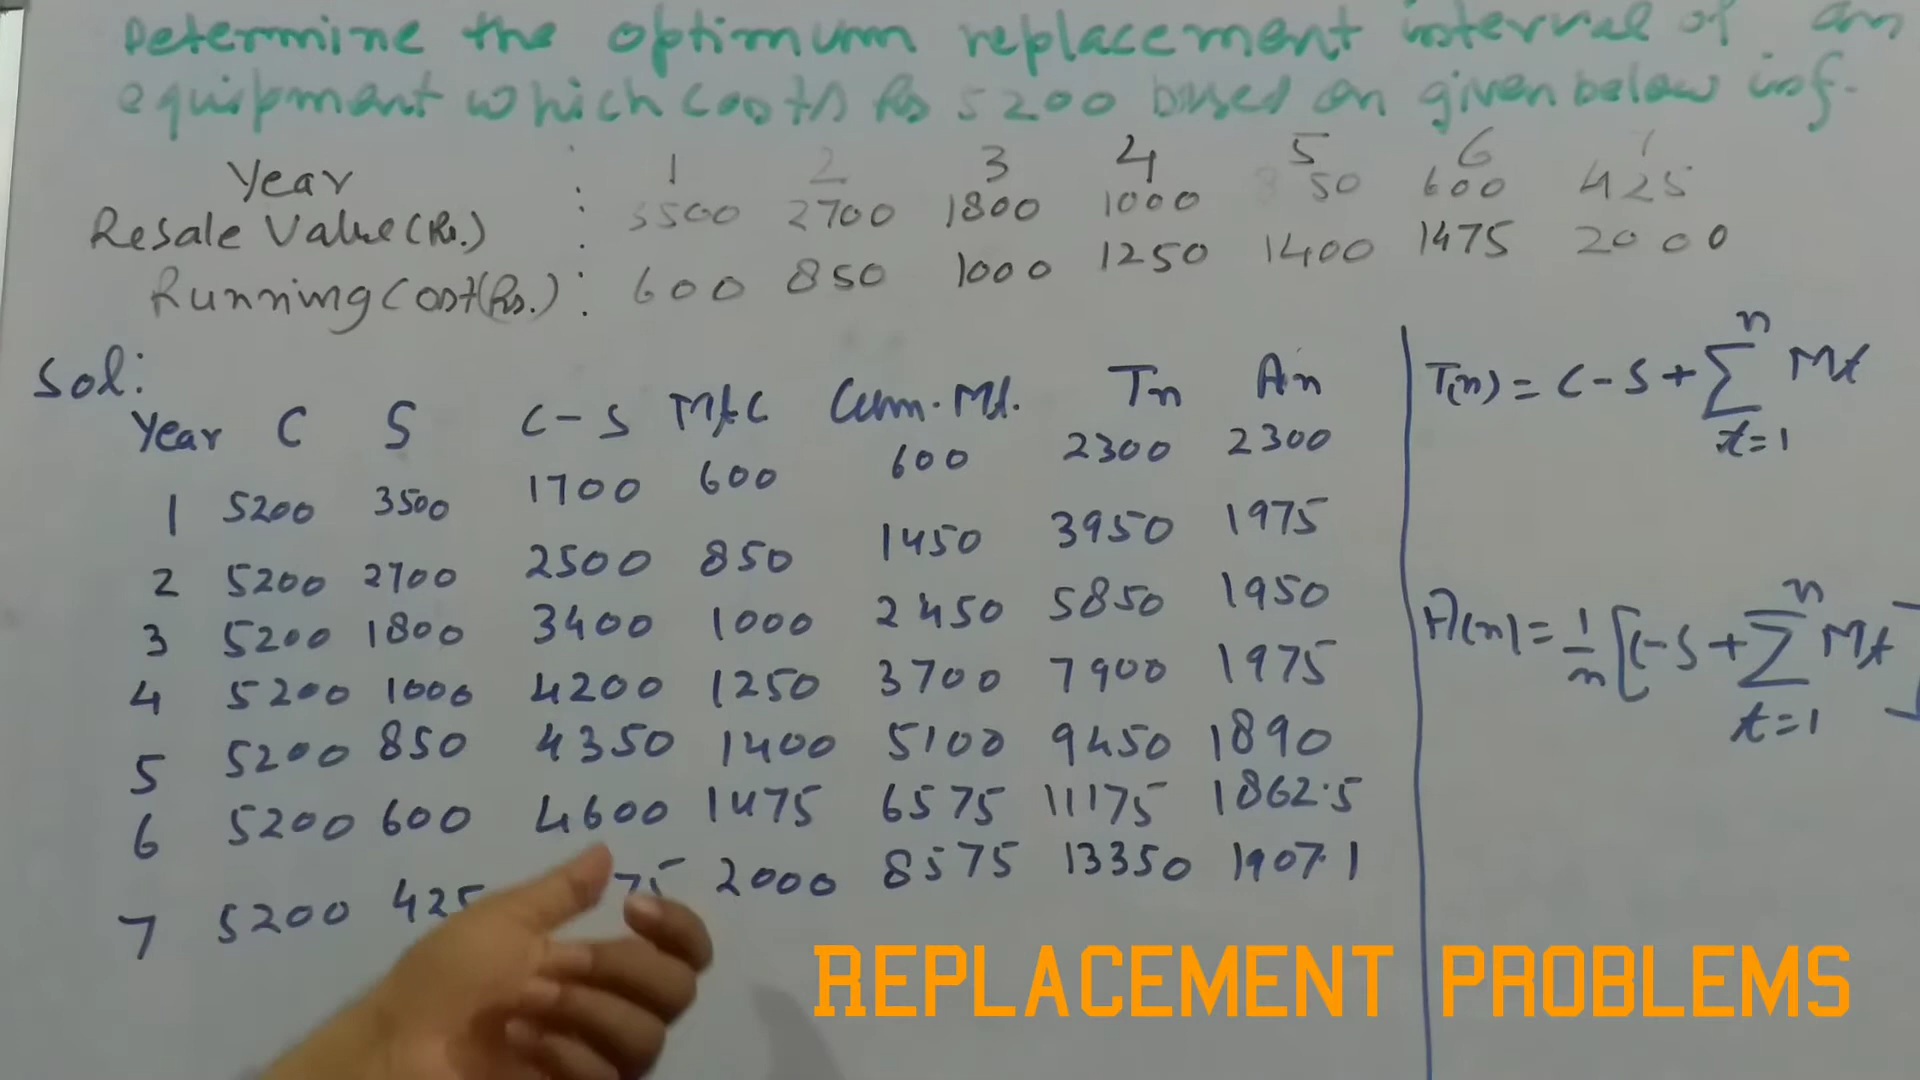 Determine the optimum replacement interval of an
equipment which costs Rs 5200 based on given below inf.
Year : 1 2 3 4 5 6
Resale Value(Rs.) : 3500 2700 1800 1000 50 600 425
Running Cost(Rs.) : 600 850 1000 1250 1400 1475 2000
Sol:
Year C S C-S MtC Cum. Mt. Tn An
1 5200 3500 1700 600 600 2300 2300
2 5200 2700 2500 850 1450 3950 1975
3 5200 1800 3400 1000 2450 5850 1950
4 5200 1000 4200 1250 3700 7900 1975
5 5200 850 4350 1400 5100 9450 1890
6 5200 600 4600 1475 6575 11175 1862.5
7 5200 425 75 2000 8575 13350 1907.1
T(n) = C-S+ n∑t=1 Mt
A(n) = 1/n [C-S + n∑t=1 Mt]
REPLACEMENT PROBLEMS